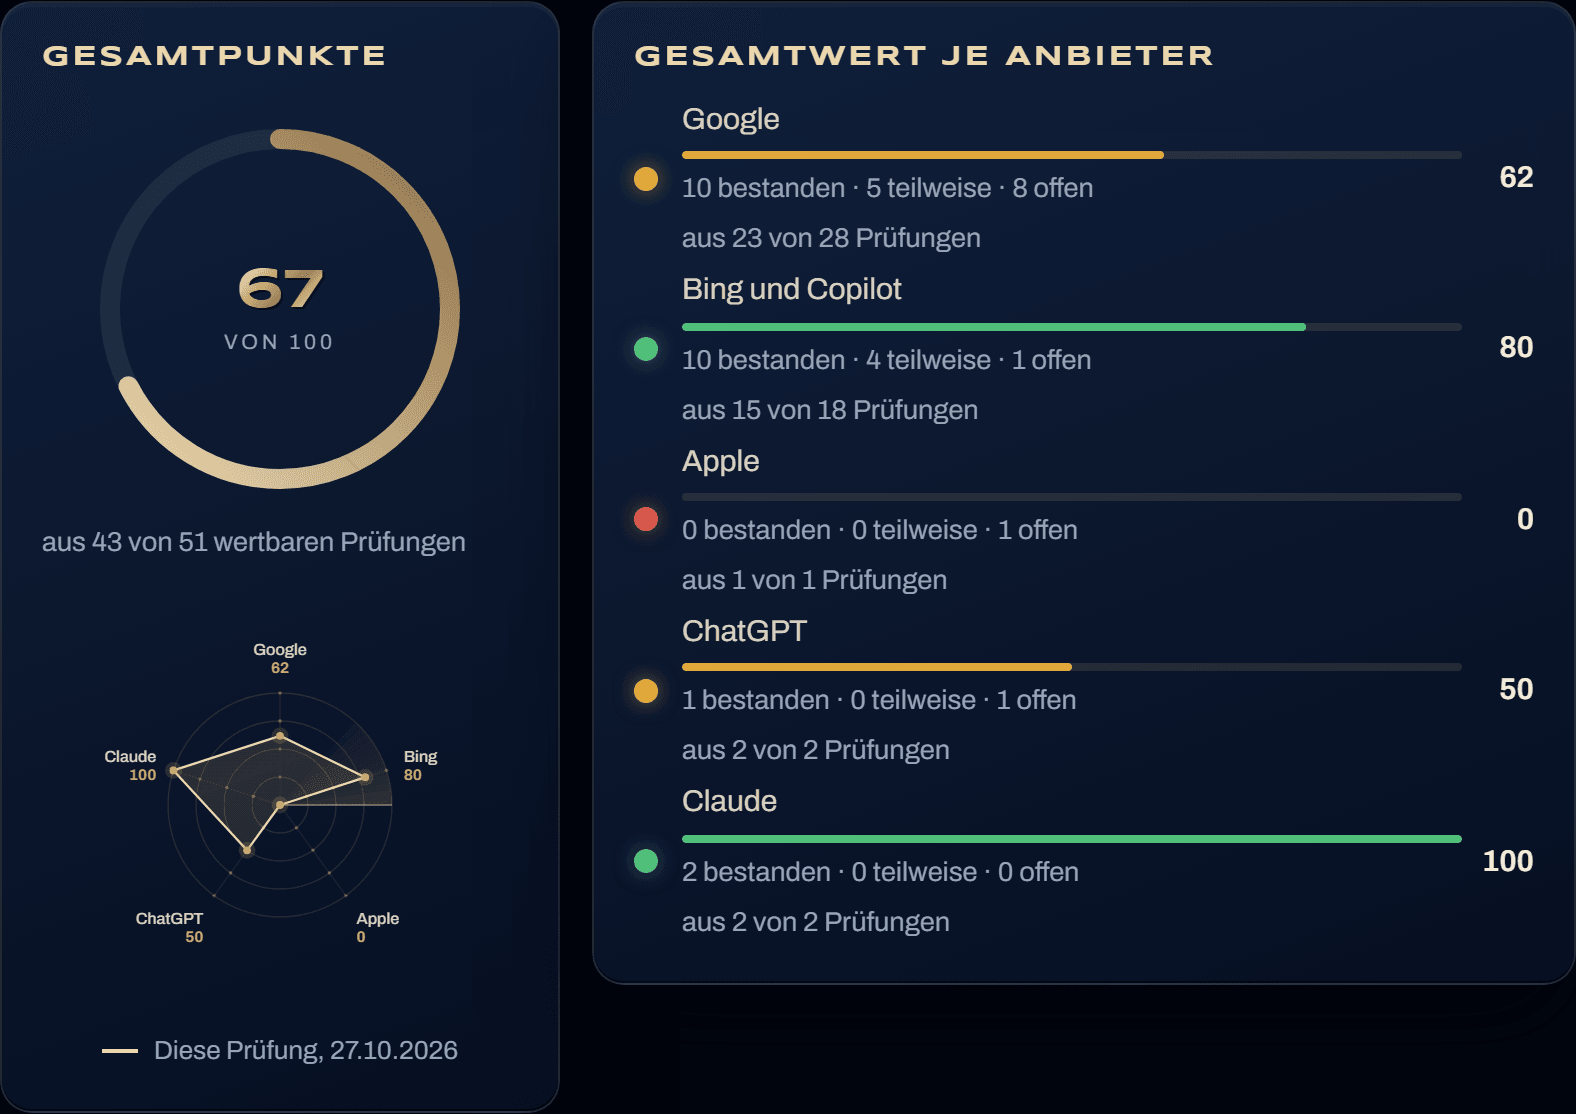 GESAMTPUNKTE
67
VON 100
aus 43 von 51 wertbaren Prüfungen
Google
62
Claude
100
Bing
80
ChatGPT
50
Apple
0
Diese Prüfung, 27.10.2026
GESAMTWERT JE ANBIETER
Google
10 bestanden · 5 teilweise · 8 offen
62
aus 23 von 28 Prüfungen
Bing und Copilot
10 bestanden · 4 teilweise · 1 offen
80
aus 15 von 18 Prüfungen
Apple
0 bestanden · 0 teilweise · 1 offen
0
aus 1 von 1 Prüfungen
ChatGPT
1 bestanden · 0 teilweise · 1 offen
50
aus 2 von 2 Prüfungen
Claude
2 bestanden · 0 teilweise · 0 offen
100
aus 2 von 2 Prüfungen